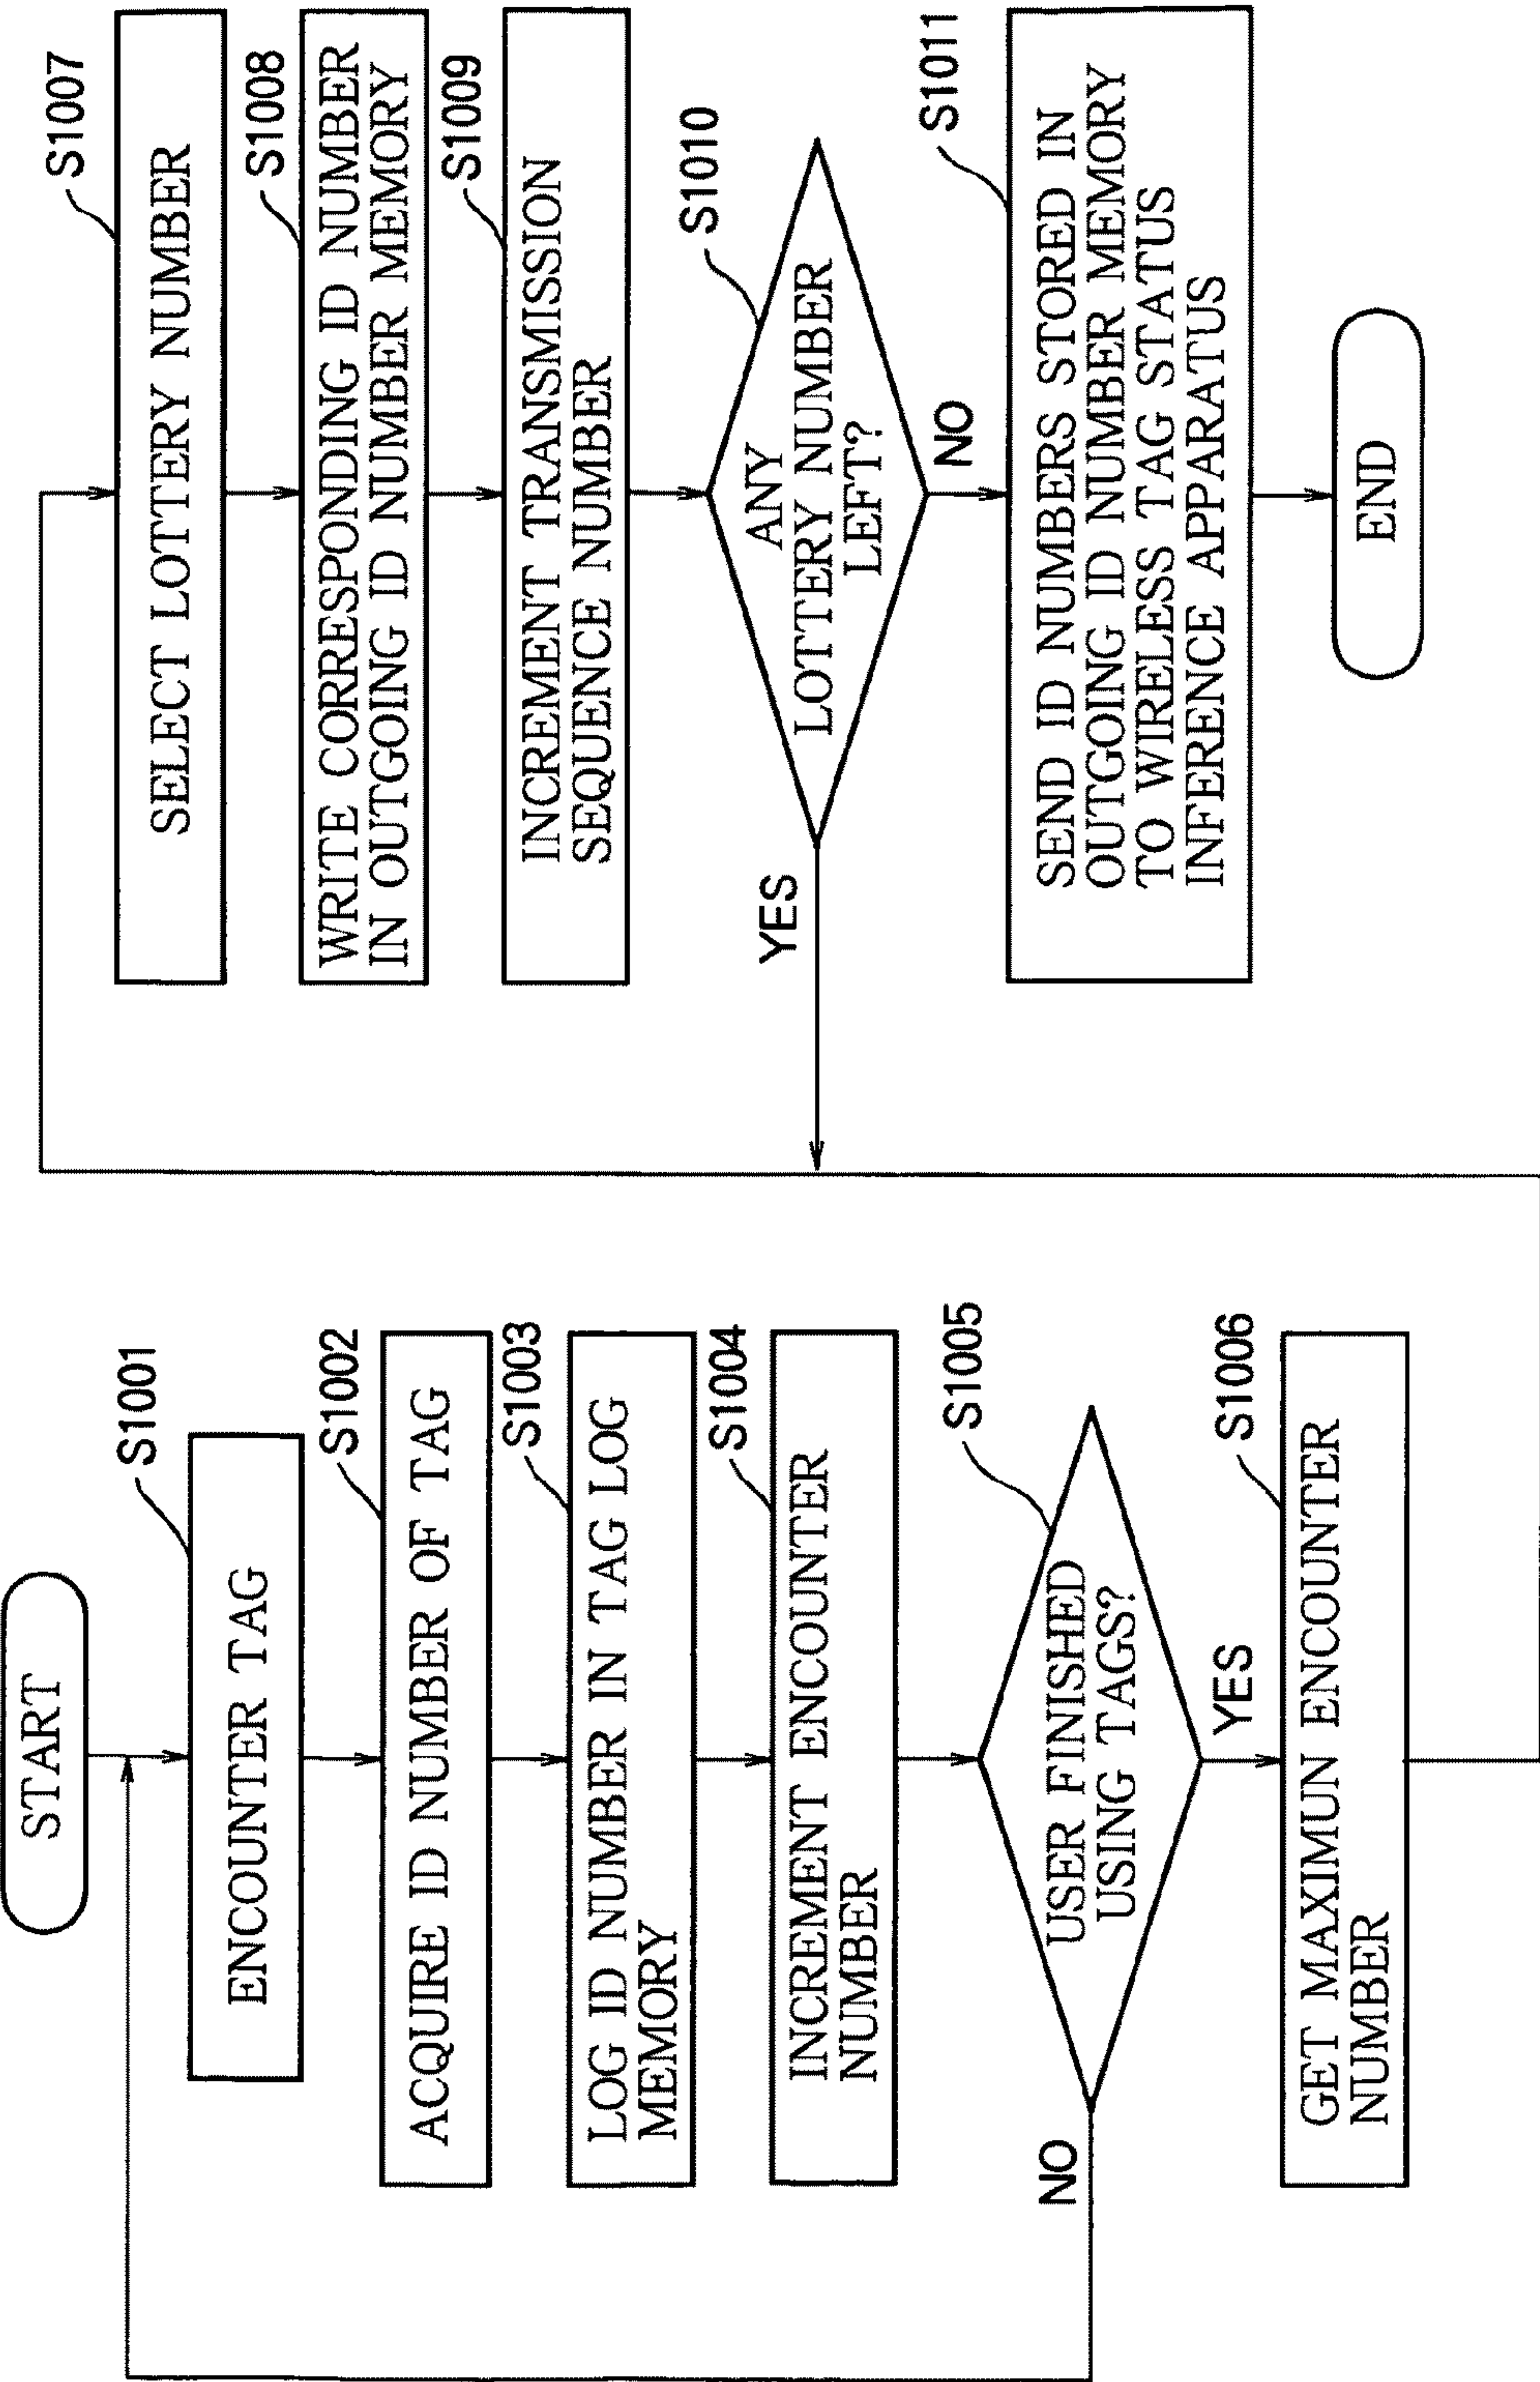 START
S1001
ENCOUNTER TAG
S1002
ACQUIRE ID NUMBER OF TAG
S1003
LOG ID NUMBER IN TAG LOG
MEMORY
S1004
INCREMENT ENCOUNTER
NUMBER
S1005
USER FINISHED
USING TAGS?
NO
YES
S1006
GET MAXIMUN ENCOUNTER
NUMBER
S1007
SELECT LOTTERY NUMBER
S1008
WRITE CORRESPONDING ID NUMBER
IN OUTGOING ID NUMBER MEMORY
S1009
INCREMENT TRANSMISSION
SEQUENCE NUMBER
S1010
ANY
LOTTERY NUMBER
LEFT?
YES
NO
S1011
SEND ID NUMBERS STORED IN
OUTGOING ID NUMBER MEMORY
TO WIRELESS TAG STATUS
INFERENCE APPARATUS
END